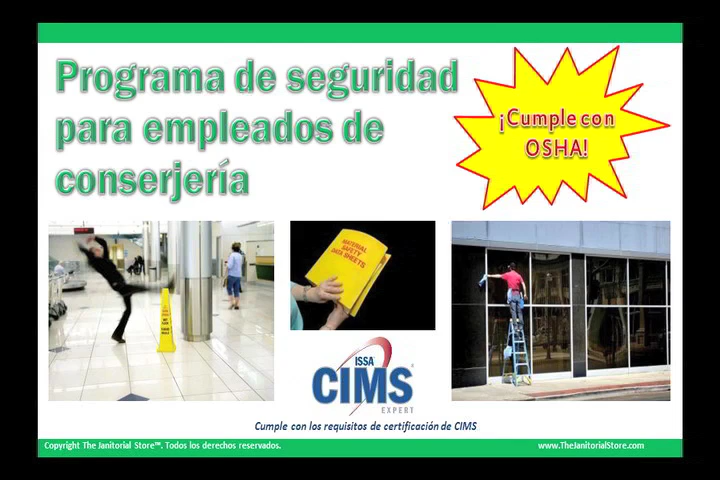 Programa de seguridad
para empleados de
conserjería
¡Cumple con
OSHA!
MATERIAL
SAFETY
DATA SHEETS
ISSA
CIMS
EXPERT
Cumple con los requisitos de certificación de CIMS
Copyright The Janitorial Store™. Todos los derechos reservados.
www.TheJanitorialStore.com